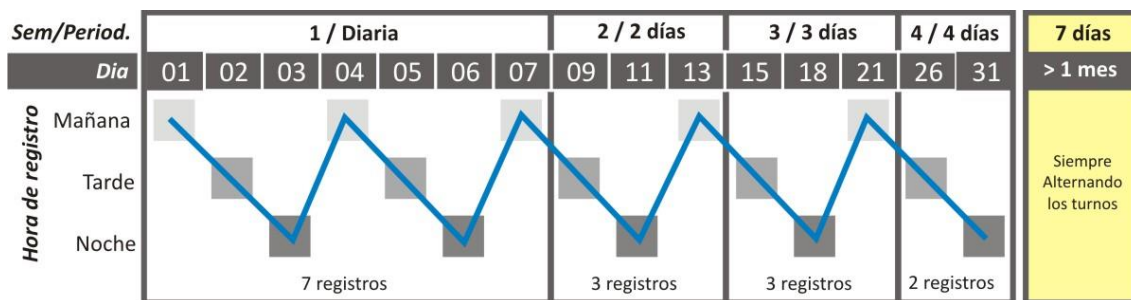 Sem/Period. 1 / Diaria 2 / 2 días 3 / 3 días 4 / 4 días 7 días
Dia 01 02 03 04 05 06 07 09 11 13 15 18 21 26 31 > 1 mes
Hora de registro
Mañana
Tarde
Noche
7 registros 3 registros 3 registros 2 registros
Siempre
Alternando
los turnos